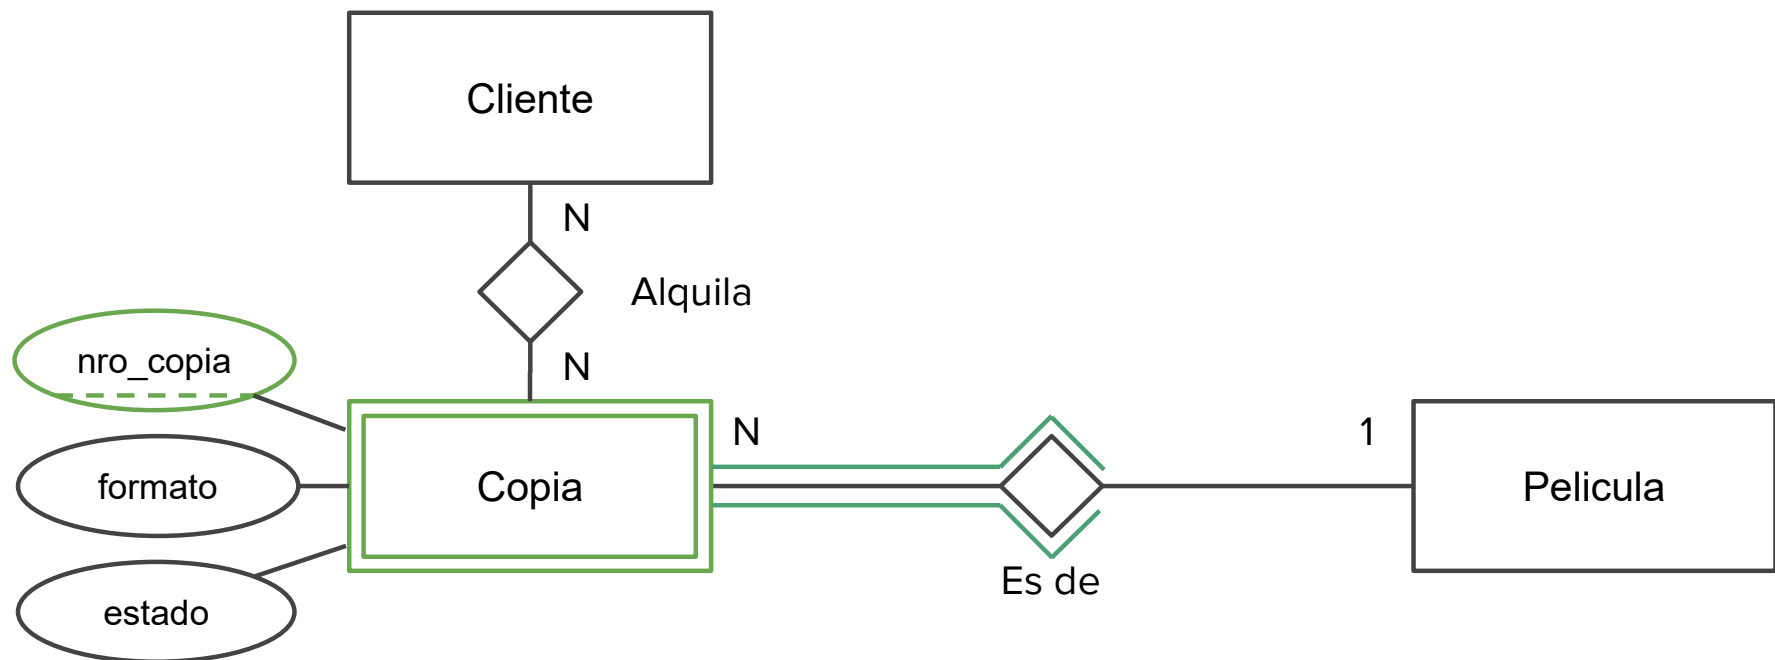 Cliente
N
Alquila
N
nro_copia
formato
estado
Copia
N
1
Es de
Pelicula